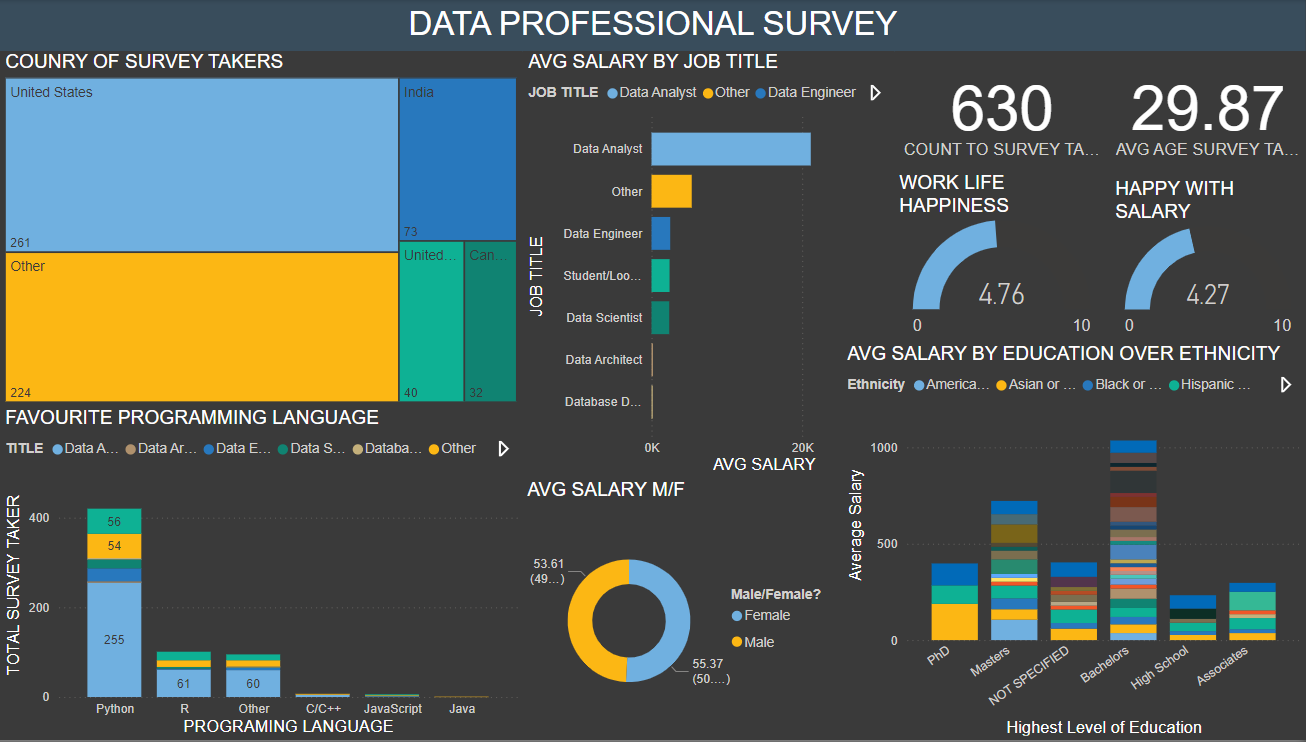 DATA PROFESSIONAL SURVEY
COUNRY OF SURVEY TAKERS
United States
261
Other
224
India
73
United...
40
Can...
32
AVG SALARY BY JOB TITLE
JOB TITLE Data Analyst Other Data Engineer
JOB TITLE
Data Analyst
Other
Data Engineer
Student/Loo...
Data Scientist
Data Architect
Database D...
0K 20K
AVG SALARY
630
COUNT TO SURVEY TA...
29.87
AVG AGE SURVEY TA...
WORK LIFE
HAPPINESS
4.76
0 10
HAPPY WITH
SALARY
4.27
0 10
FAVOURITE PROGRAMMING LANGUAGE
TITLE Data A... Data Ar... Data E... Data S... Databa... Other
TOTAL SURVEY TAKER
400
200
0
56
54
255
61
60
Python R Other C/C++ JavaScript Java
PROGRAMING LANGUAGE
AVG SALARY M/F
53.61
(49...)
55.37
(50....)
Male/Female?
Female
Male
AVG SALARY BY EDUCATION OVER ETHNICITY
Ethnicity America... Asian or ... Black or ... Hispanic ...
Average Salary
1000
500
0
PhD Masters NOT SPECIFIED Bachelors High School Associates
Highest Level of Education